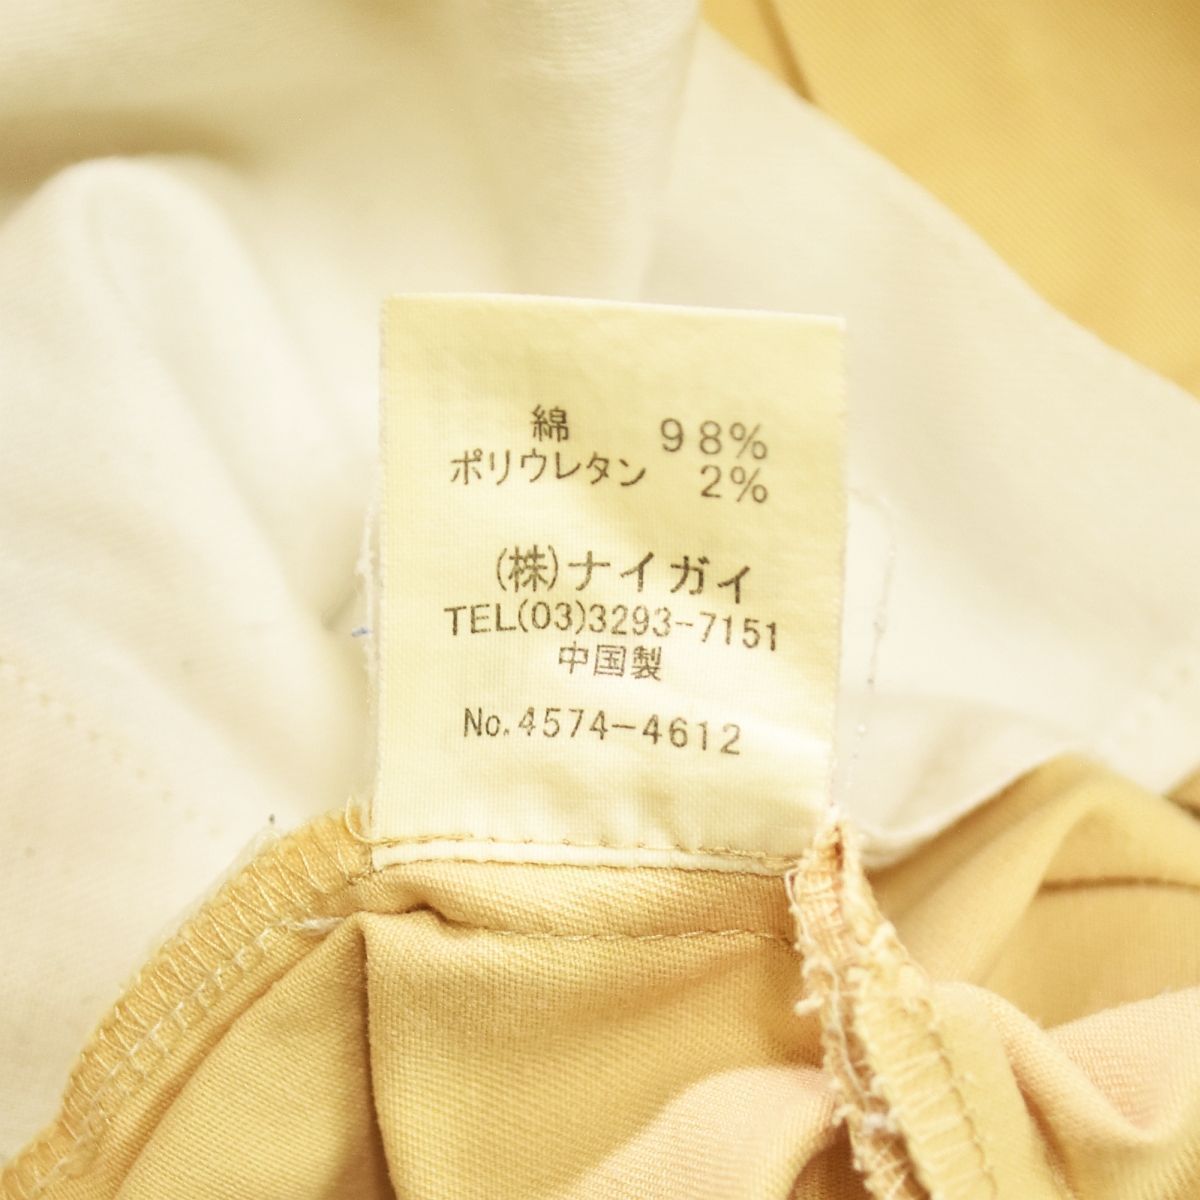 綿 98%
ポリウレタン 2%
(株)ナイガイ
TEL(03)3293-7151
中国製
No.4574-4612